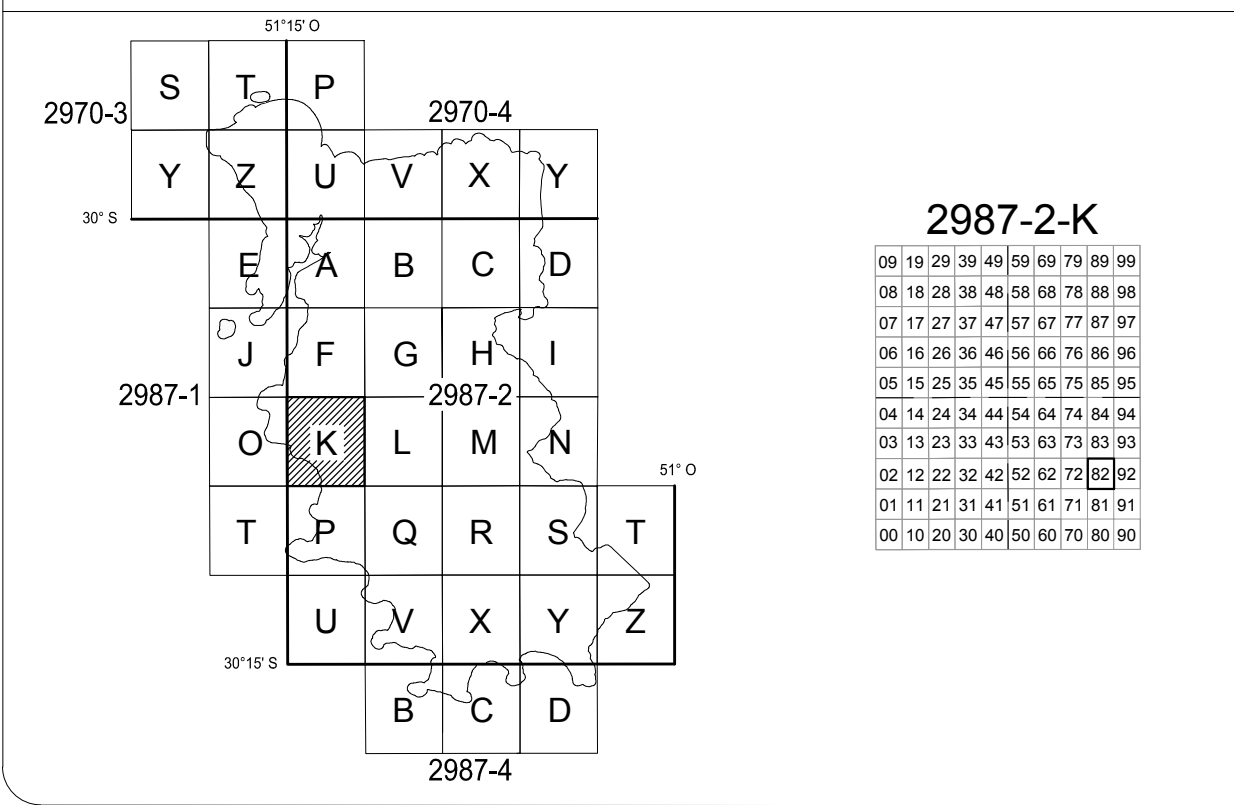 51°15' O
S T P
2970-3 2970-4
Y Z U V X Y
30° S
E A B C D
J F G H I
2987-1 2987-2
O K L M N
51° O
T P Q R S T
U V X Y Z
30°15' S
B C D
2987-4
2987-2-K
09 19 29 39 49 59 69 79 89 99
08 18 28 38 48 58 68 78 88 98
07 17 27 37 47 57 67 77 87 97
06 16 26 36 46 56 66 76 86 96
05 15 25 35 45 55 65 75 85 95
04 14 24 34 44 54 64 74 84 94
03 13 23 33 43 53 63 73 83 93
02 12 22 32 42 52 62 72 82 92
01 11 21 31 41 51 61 71 81 91
00 10 20 30 40 50 60 70 80 90